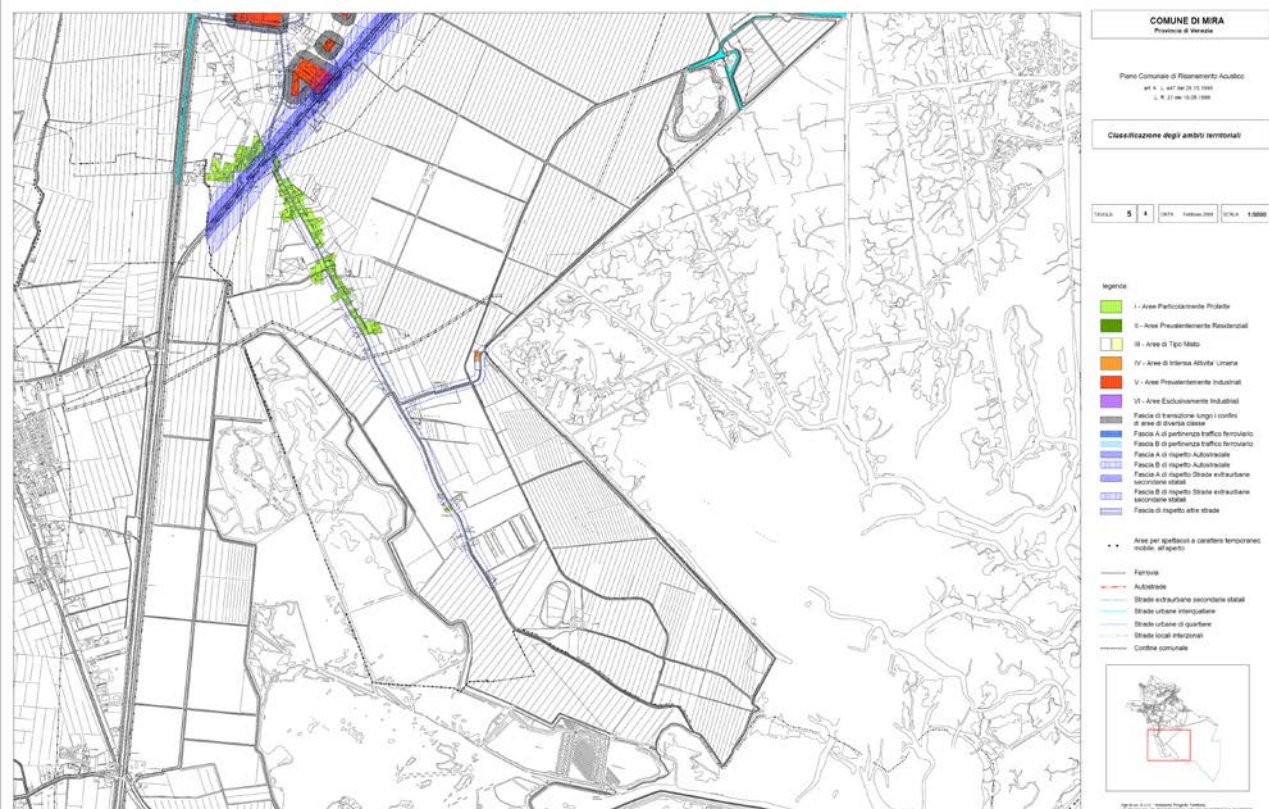 COMUNE DI MIRA
Provincia di Venezia
Piano Comunale di Risanamento Acustico
Classificazione degli ambiti territoriali
TAVOLA 5 4 DATA Febbraio SCALA 1:5000
legenda
I - Aree Particolarmente Protette
II - Aree Prevalentemente Residenziali
III - Aree di Tipo Misto
IV - Aree di Intensa Attivita' Umana
V - Aree Prevalentemente Industriali
VI - Aree Esclusivamente Industriali
Fascia di transizione lungo i confini
di aree di diversa classe
Fascia A di pertinenza traffico ferroviario
Fascia B di pertinenza traffico ferroviario
Fascia A di rispetto Autostradale
Fascia B di rispetto Autostradale
Fascia A di rispetto Strade extraurbane
secondarie statali
Fascia B di rispetto Strade extraurbane
secondarie statali
Fascia di rispetto altre strade
Aree per spettacoli a carattere temporaneo
mobile, all'aperto
Ferrovia
Autostrade
Strade extraurbane secondarie statali
Strade urbane interquartiere
Strade urbane di quartiere
Strade locali interzonali
Confine comunale